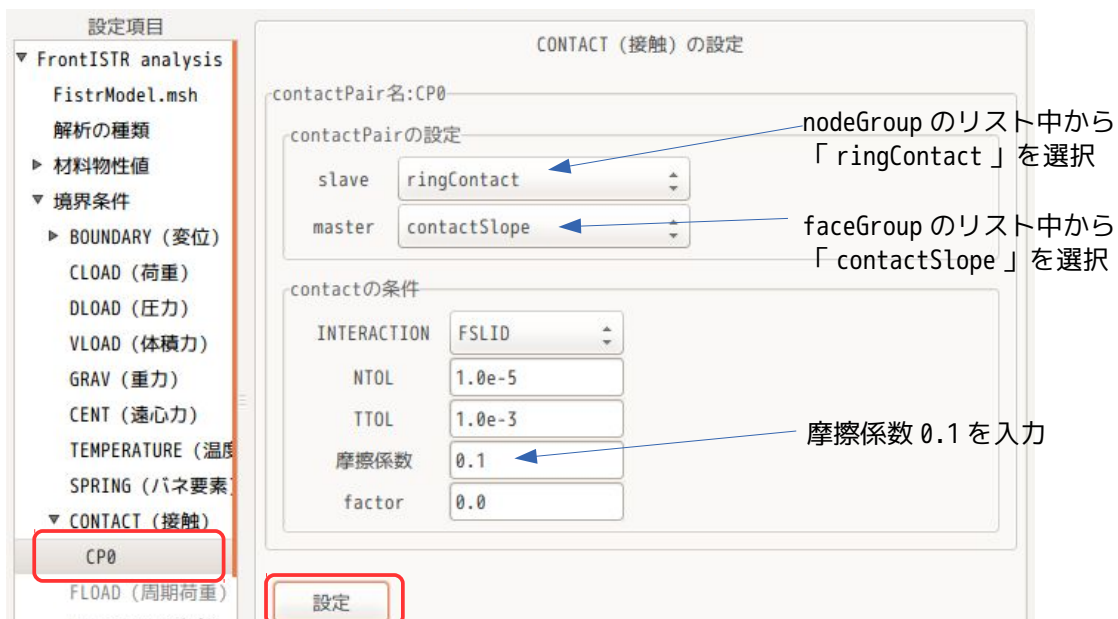 設定項目
▼ FrontISTR analysis
FistrModel.msh
解析の種類
▶ 材料物性値
▼ 境界条件
▶ BOUNDARY (変位)
CLOAD (荷重)
DLOAD (圧力)
VLOAD (体積力)
GRAV (重力)
CENT (遠心力)
TEMPERATURE (温度
SPRING (バネ要素)
▼ CONTACT (接触)
CP0
FLOAD (周期荷重)
CONTACT (接触) の設定
contactPair名:CP0
contactPairの設定
slave ringContact
master contactSlope
contactの条件
INTERACTION FSLID
NTOL 1.0e-5
TTOL 1.0e-3
摩擦係数 0.1
factor 0.0
設定
nodeGroup のリスト中から
「 ringContact 」を選択
faceGroup のリスト中から
「 contactSlope 」を選択
摩擦係数 0.1 を入力